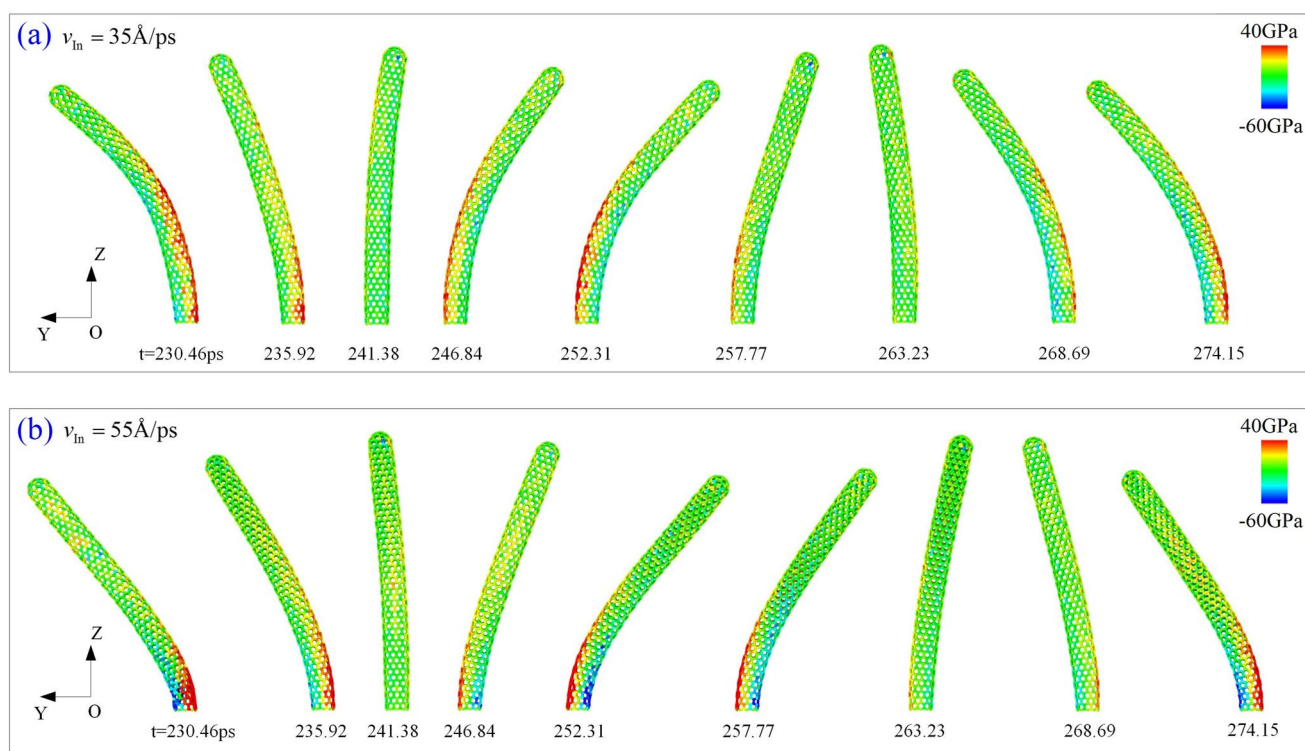 (a) v_In = 35Å/ps
40GPa
-60GPa
Z
Y O
t=230.46ps 235.92 241.38 246.84 252.31 257.77 263.23 268.69 274.15
(b) v_In = 55Å/ps
40GPa
-60GPa
Z
Y O
t=230.46ps 235.92 241.38 246.84 252.31 257.77 263.23 268.69 274.15